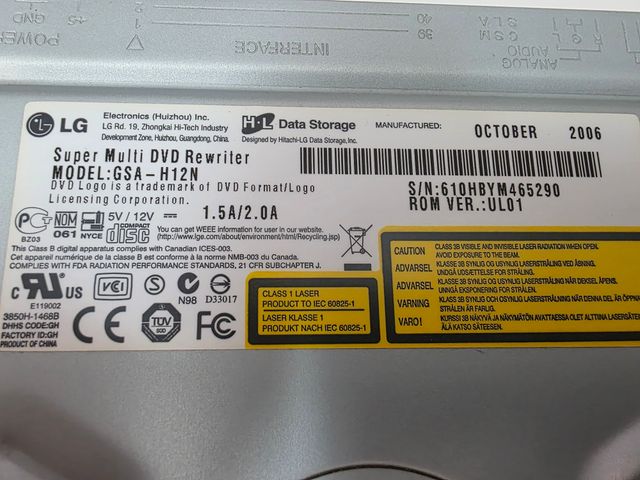 POWER
GND
+5
2
1
INTERFACE
40
39
ANALOG
AUDIO
C S M
S L A
L
R
LG
Electronics (Huizhou) Inc.
LG Rd. 19, Zhongkai Hi-Tech Industry
Development Zone, Huizhou, Guangdong, China.
H·L Data Storage
Designed by Hitachi-LG Data Storage, Inc.
MANUFACTURED: OCTOBER 2006
Super Multi DVD Rewriter
MODEL:GSA-H12N
DVD Logo is a trademark of DVD Format/Logo
Licensing Corporation.
S/N:610HBYM465290
ROM VER.:UL01
BZ03
NOM
061
NYCE
COMPACT
disc
5V / 12V
1.5A/2.0A
This Class B digital apparatus complies with Canadian ICES-003.
Cet appareil numérique de la classe B est conforme à la norme NMB-003 du Canada.
COMPLIES WITH FDA RADIATION PERFORMANCE STANDARDS, 21 CFR SUBCHAPTER J.
You can get WEEE information for user in our website.
(http://www.lge.com/about/environment/html/Recycling.jsp)
c RU US
E119002
VCI
S
N98
D33017
3850H-1468B
DHHS CODE:GH
FACTORY ID:GH
PRODUCT OF CHINA
CE
TÜV
FC
CLASS 1 LASER
PRODUCT TO IEC 60825-1
LASER KLASSE 1
PRODUKT NACH IEC 60825-1
CAUTION CLASS 3B VISIBLE AND INVISIBLE LASER RADIATION WHEN OPEN.
AVOID EXPOSURE TO THE BEAM.
ADVARSEL KLASSE 3B SYNLIG OG USYNLIG LASERSTRÅLING VED ÅBNING.
UNDGÅ UDSÆTTELSE FOR STRÅLING.
ADVARSEL KLASSE 3B SYNLIG OG USYNLIG LASERSTRÅLING NÅR DEKSEL ÅPNES.
UNNGÅ EKSPONERING FOR STRÅLEN.
VARNING KLASS 3B SYNLIG OCH OSYNLIG LASERSTRÅLNING NÄR DENNA DEL ÄR ÖPPNAD
STRÅLEN ÄR FARLIG.
VARO! KURSSI 3B NÄKYVÄ JA NÄKYMÄTÖN AVATTAESSA OLET ALTTIINA LASERSÄTEILYLLE
ÄLÄ KATSO SÄTEESEEN.